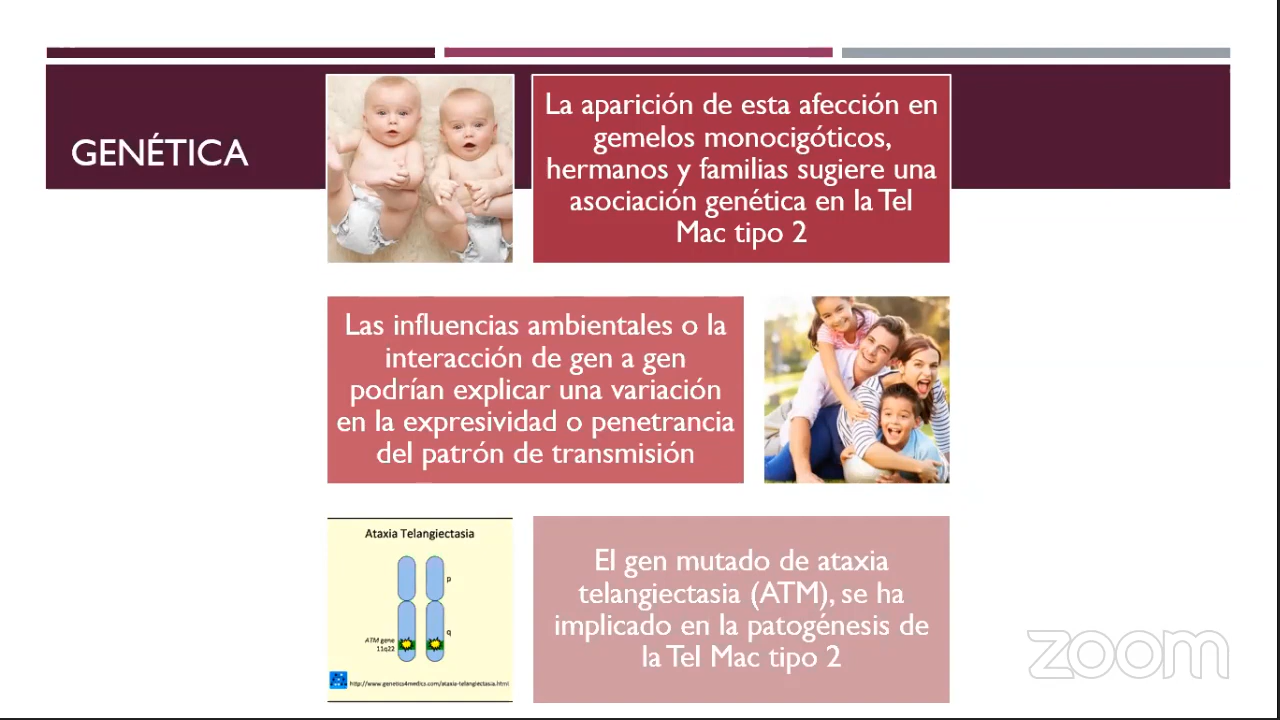 GENÉTICA
La aparición de esta afección en
gemelos monocigóticos,
hermanos y familias sugiere una
asociación genética en la Tel
Mac tipo 2
Las influencias ambientales o la
interacción de gen a gen
podrían explicar una variación
en la expresividad o penetrancia
del patrón de transmisión
Ataxia Telangiectasia
p
q
ATM gene
11q22
http://www.genetics4medics.com/ataxia-telangiectasia.html
El gen mutado de ataxia
telangiectasia (ATM), se ha
implicado en la patogénesis de
la Tel Mac tipo 2
zoom